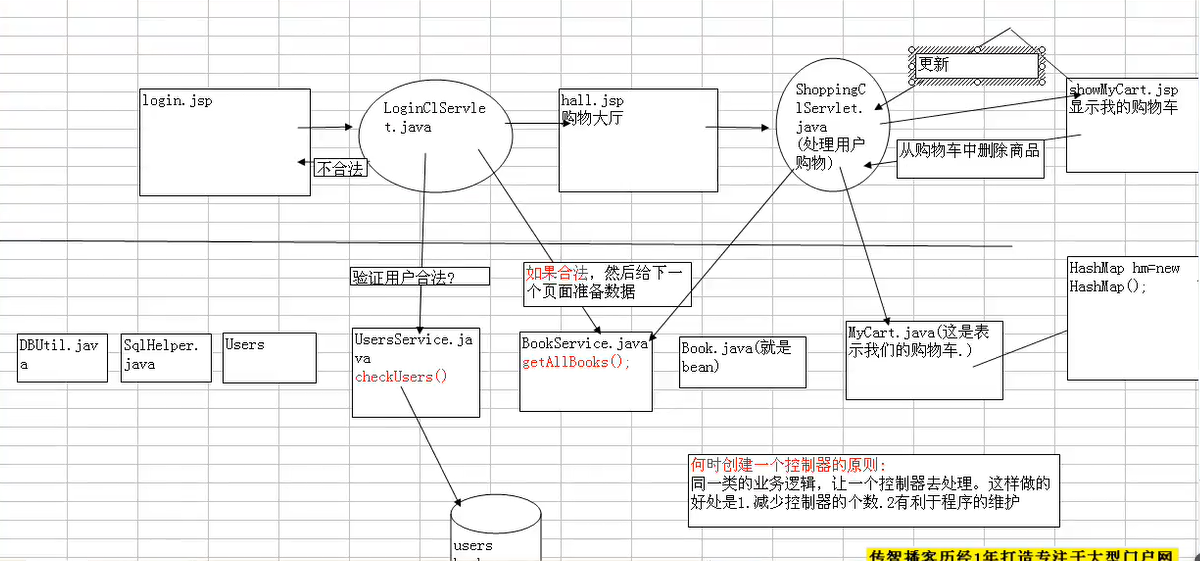 login.jsp
不合法
LoginClServle
t.java
hall.jsp
购物大厅
ShoppingC
lServlet.
java
(处理用户
购物)
更新
showMyCart.jsp
显示我的购物车
从购物车中删除商品
验证用户合法?
如果合法，然后给下一
个页面准备数据
HashMap hm=new
HashMap();
DBUtil.jav
a
SqlHelper.
java
Users
UsersService.ja
va
checkUsers()
BookService.java
getAllBooks();
Book.java(就是
bean)
MyCart.java(这是表
示我们的购物车.)
何时创建一个控制器的原则:
同一类的业务逻辑，让一个控制器去处理。这样做的
好处是1.减少控制器的个数.2有利于程序的维护
users
传智播客历经1年打造专注于大型门户网